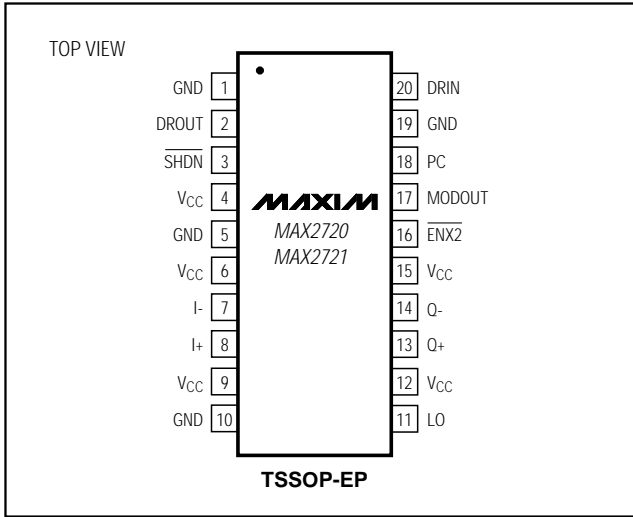 TOP VIEW
GND 1
DROUT 2
S̅H̅D̅N̅ 3
VCC 4
GND 5
VCC 6
I- 7
I+ 8
VCC 9
GND 10
20 DRIN
19 GND
18 PC
17 MODOUT
16 E̅N̅X̅2̅
15 VCC
14 Q-
13 Q+
12 VCC
11 LO
MAXIM
MAX2720
MAX2721
TSSOP-EP